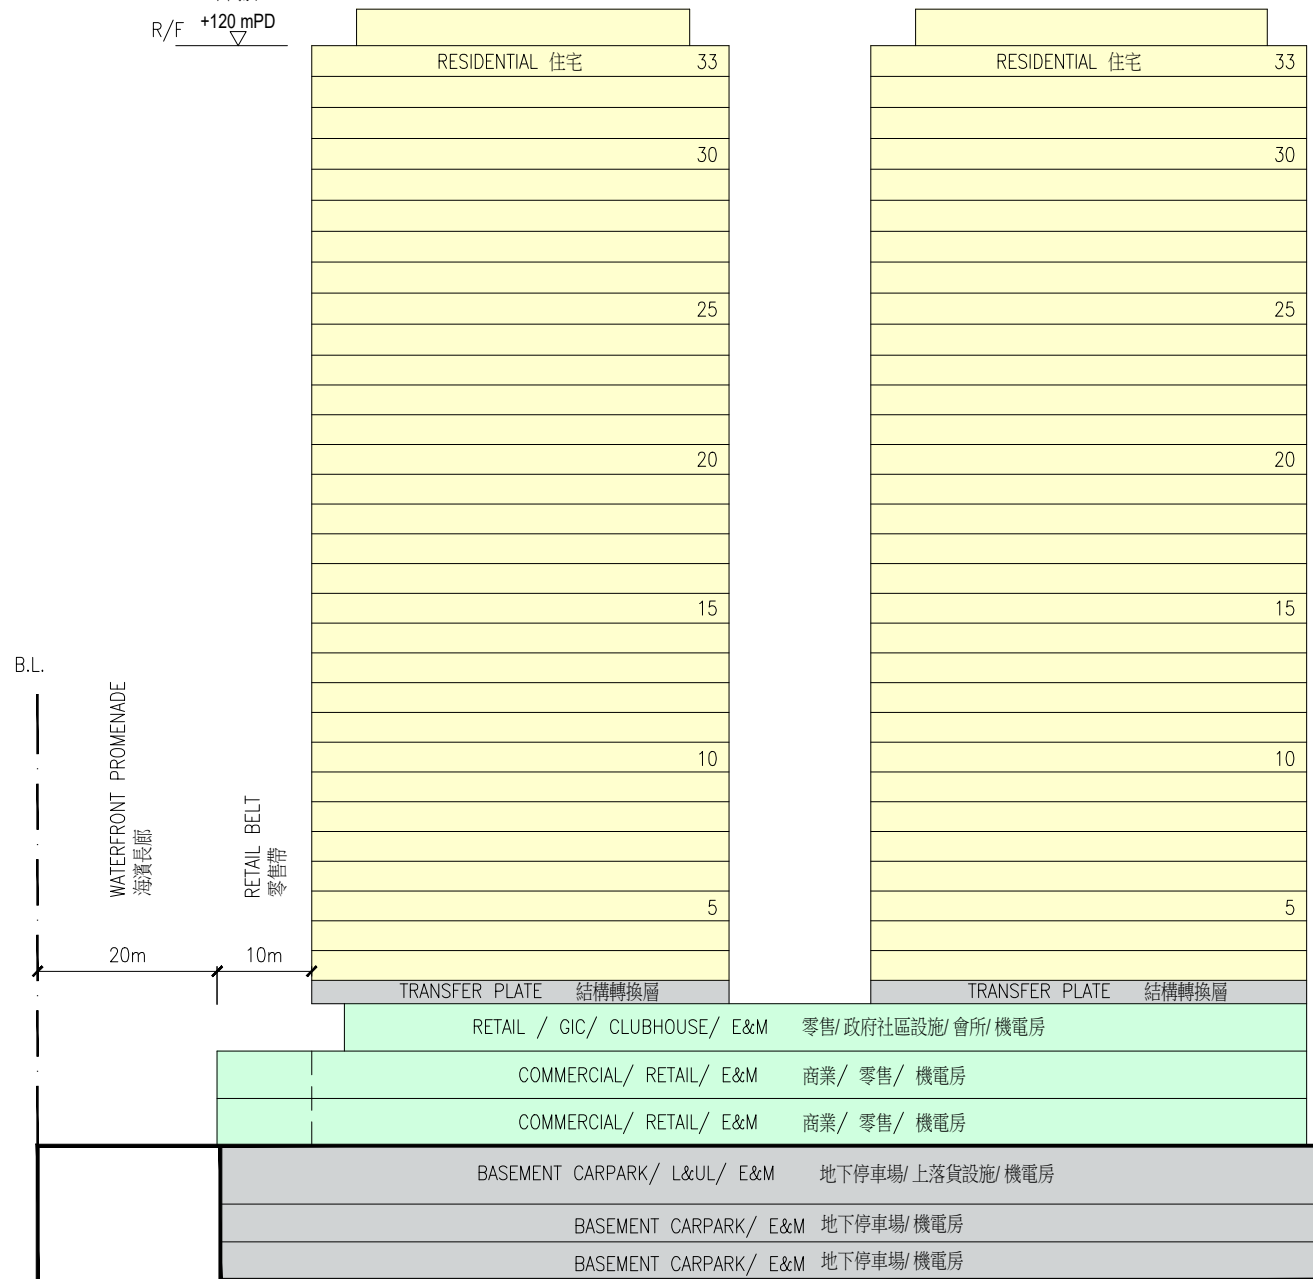 R/F
+120 mPD
RESIDENTIAL 住宅 33
RESIDENTIAL 住宅 33
30
30
25
25
20
20
15
15
B.L.
WATERFRONT PROMENADE
海濱長廊
RETAIL BELT
零售帶
10
10
5
5
20m
10m
TRANSFER PLATE 結構轉換層
TRANSFER PLATE 結構轉換層
RETAIL / GIC/ CLUBHOUSE/ E&M 零售/ 政府社區設施/ 會所/ 機電房
COMMERCIAL/ RETAIL/ E&M 商業/ 零售/ 機電房
COMMERCIAL/ RETAIL/ E&M 商業/ 零售/ 機電房
BASEMENT CARPARK/ L&UL/ E&M 地下停車場/ 上落貨設施/ 機電房
BASEMENT CARPARK/ E&M 地下停車場/ 機電房
BASEMENT CARPARK/ E&M 地下停車場/ 機電房